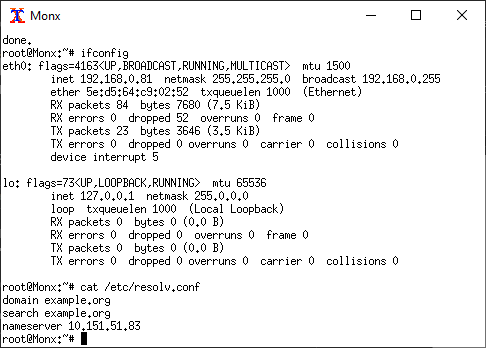 Monx
done.
root@Monx:~# ifconfig
eth0: flags=4163<UP,BROADCAST,RUNNING,MULTICAST>  mtu 1500
        inet 192.168.0.81  netmask 255.255.255.0  broadcast 192.168.0.255
        ether 5e:d5:64:c9:02:52  txqueuelen 1000  (Ethernet)
        RX packets 84  bytes 7680 (7.5 KiB)
        RX errors 0  dropped 52  overruns 0  frame 0
        TX packets 23  bytes 3646 (3.5 KiB)
        TX errors 0  dropped 0 overruns 0  carrier 0  collisions 0
        device interrupt 5
lo: flags=73<UP,LOOPBACK,RUNNING>  mtu 65536
        inet 127.0.0.1  netmask 255.0.0.0
        loop  txqueuelen 1000  (Local Loopback)
        RX packets 0  bytes 0 (0.0 B)
        RX errors 0  dropped 0  overruns 0  frame 0
        TX packets 0  bytes 0 (0.0 B)
        TX errors 0  dropped 0 overruns 0  carrier 0  collisions 0
root@Monx:~# cat /etc/resolv.conf
domain example.org
search example.org
nameserver 10.151.51.83
root@Monx:~#